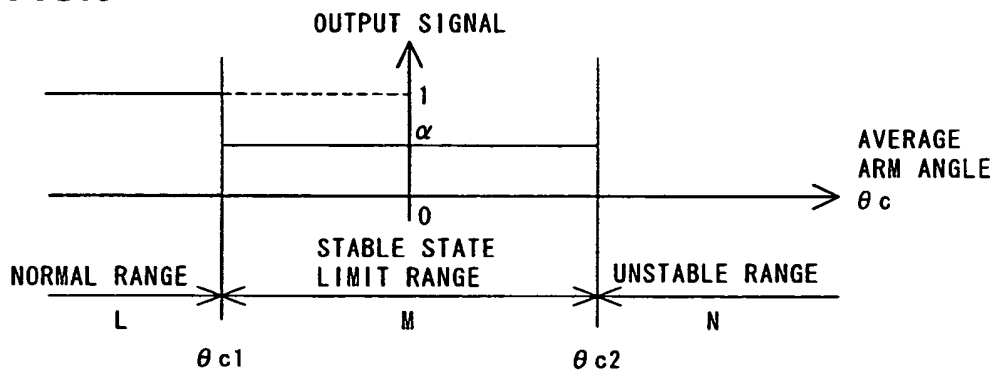 OUTPUT SIGNAL
1
α
AVERAGE
ARM ANGLE
θc
0
STABLE STATE
LIMIT RANGE
NORMAL RANGE
UNSTABLE RANGE
L
M
N
θc1
θc2